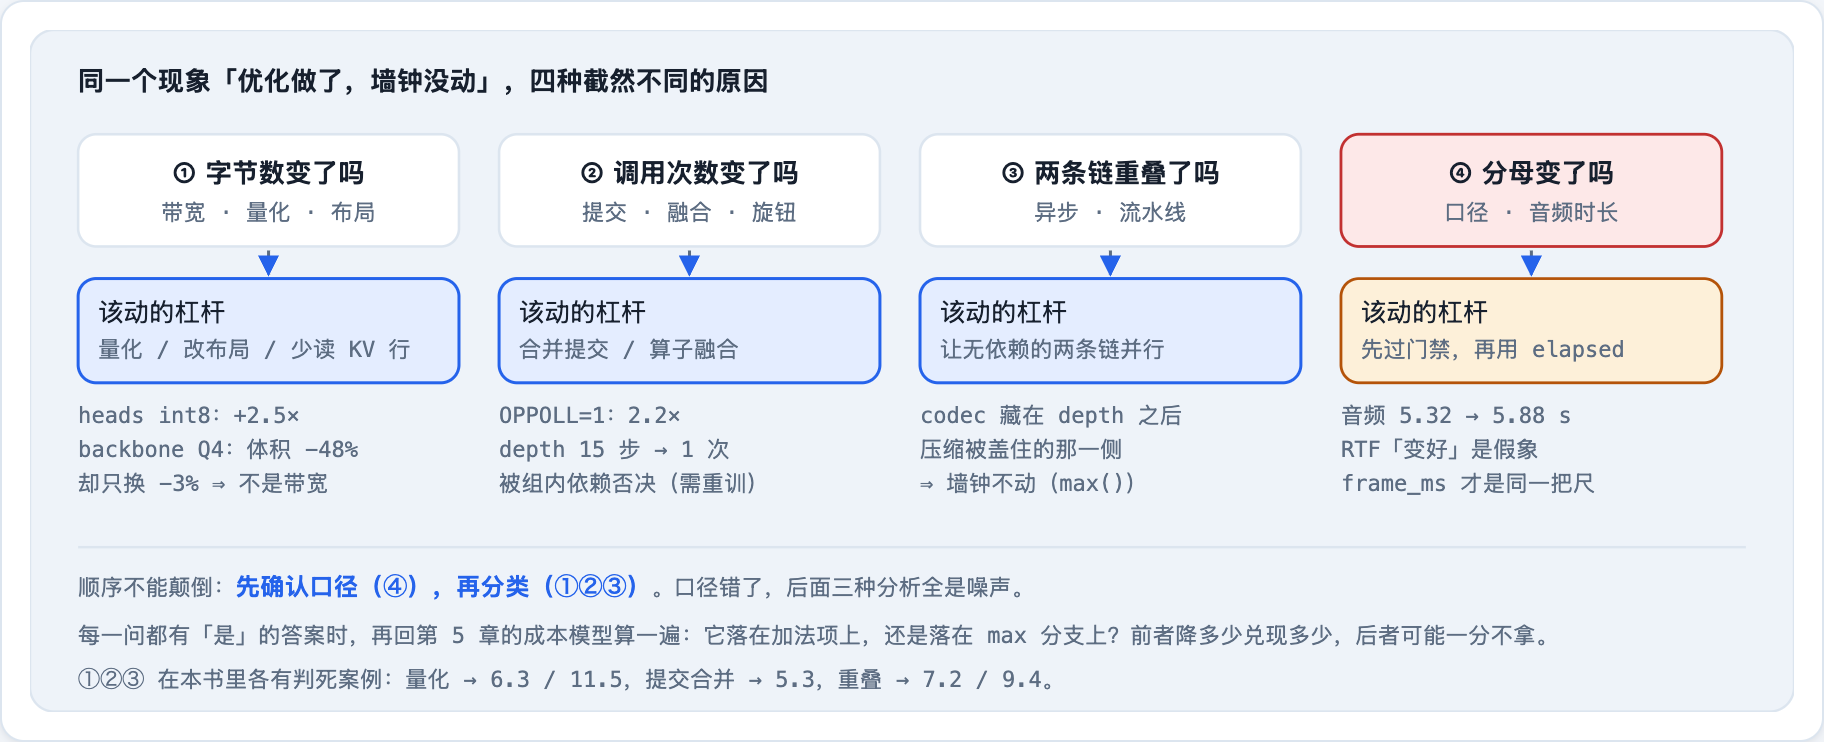 同一个现象「优化做了，墙钟没动」，四种截然不同的原因
① 字节数变了吗
带宽 · 量化 · 布局
该动的杠杆
量化 / 改布局 / 少读 KV 行
heads int8: +2.5×
backbone Q4: 体积 −48%
却只换 −3% ⇒ 不是带宽
② 调用次数变了吗
提交 · 融合 · 旋钮
该动的杠杆
合并提交 / 算子融合
OPPOLL=1: 2.2×
depth 15 步 → 1 次
被组内依赖否决（需重训）
③ 两条链重叠了吗
异步 · 流水线
该动的杠杆
让无依赖的两条链并行
codec 藏在 depth 之后
压缩被盖住的那一侧
⇒ 墙钟不动（max()）
④ 分母变了吗
口径 · 音频时长
该动的杠杆
先过门禁，再用 elapsed
音频 5.32 → 5.88 s
RTF「变好」是假象
frame_ms 才是同一把尺
顺序不能颠倒：先确认口径（④），再分类（①②③）。口径错了，后面三种分析全是噪声。
每一问都有「是」的答案时，再回第 5 章的成本模型算一遍：它落在加法项上，还是落在 max 分支上？前者降多少兑现多少，后者可能一分不拿。
①②③ 在本书里各有判死案例：量化 → 6.3 / 11.5，提交合并 → 5.3，重叠 → 7.2 / 9.4。